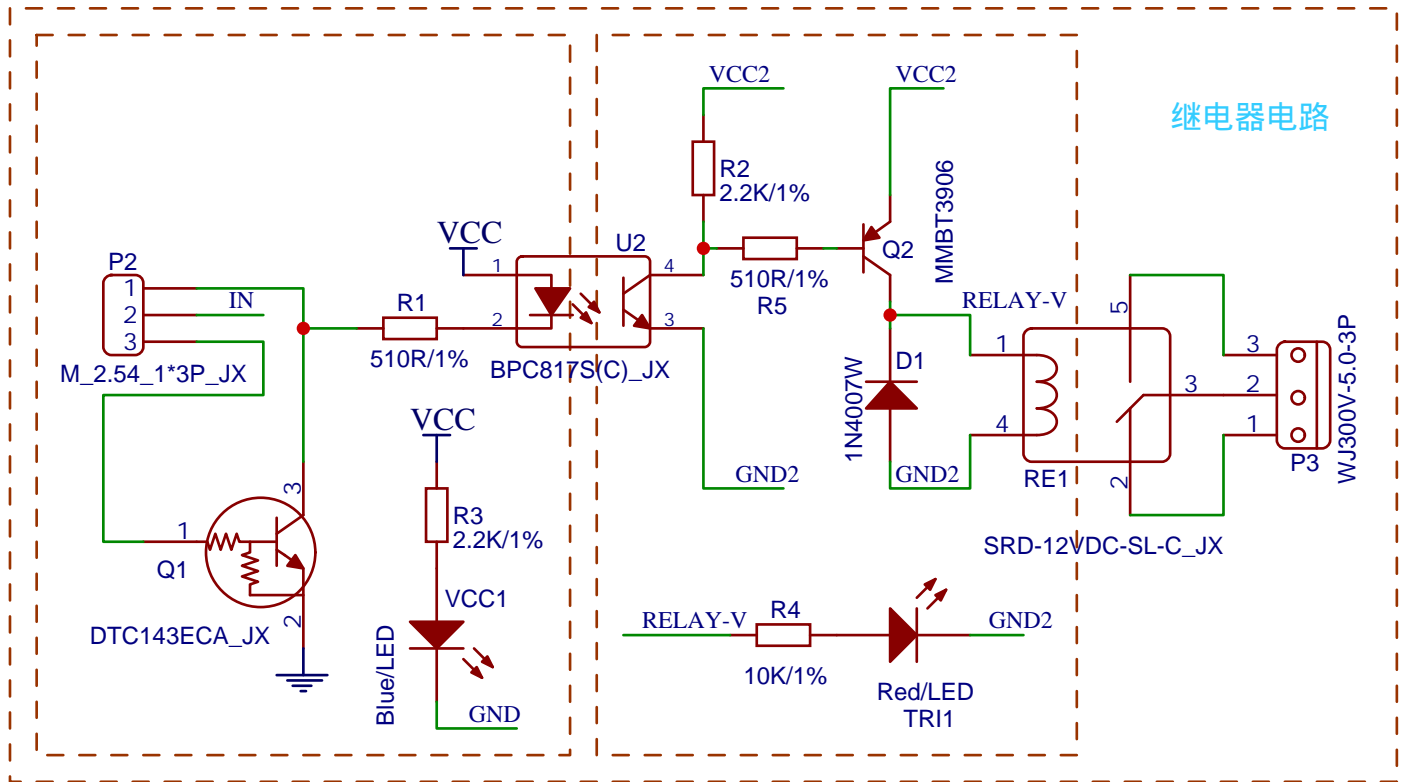 继电器电路
P2
1
2
3
IN
M_2.54_1*3P_JX
R1
510R/1%
VCC
1
2
U2
4
3
BPC817S(C)_JX
1
3
2
Q1
DTC143ECA_JX
VCC
R3
2.2K/1%
VCC1
Blue/LED
GND
VCC2
R2
2.2K/1%
510R/1%
R5
GND2
VCC2
Q2
MMBT3906
RELAY-V
D1
1N4007W
GND2
1
4
5
3
2
RE1
SRD-12VDC-SL-C_JX
3
2
1
P3
WJ300V-5.0-3P
RELAY-V
R4
10K/1%
GND2
Red/LED
TRI1